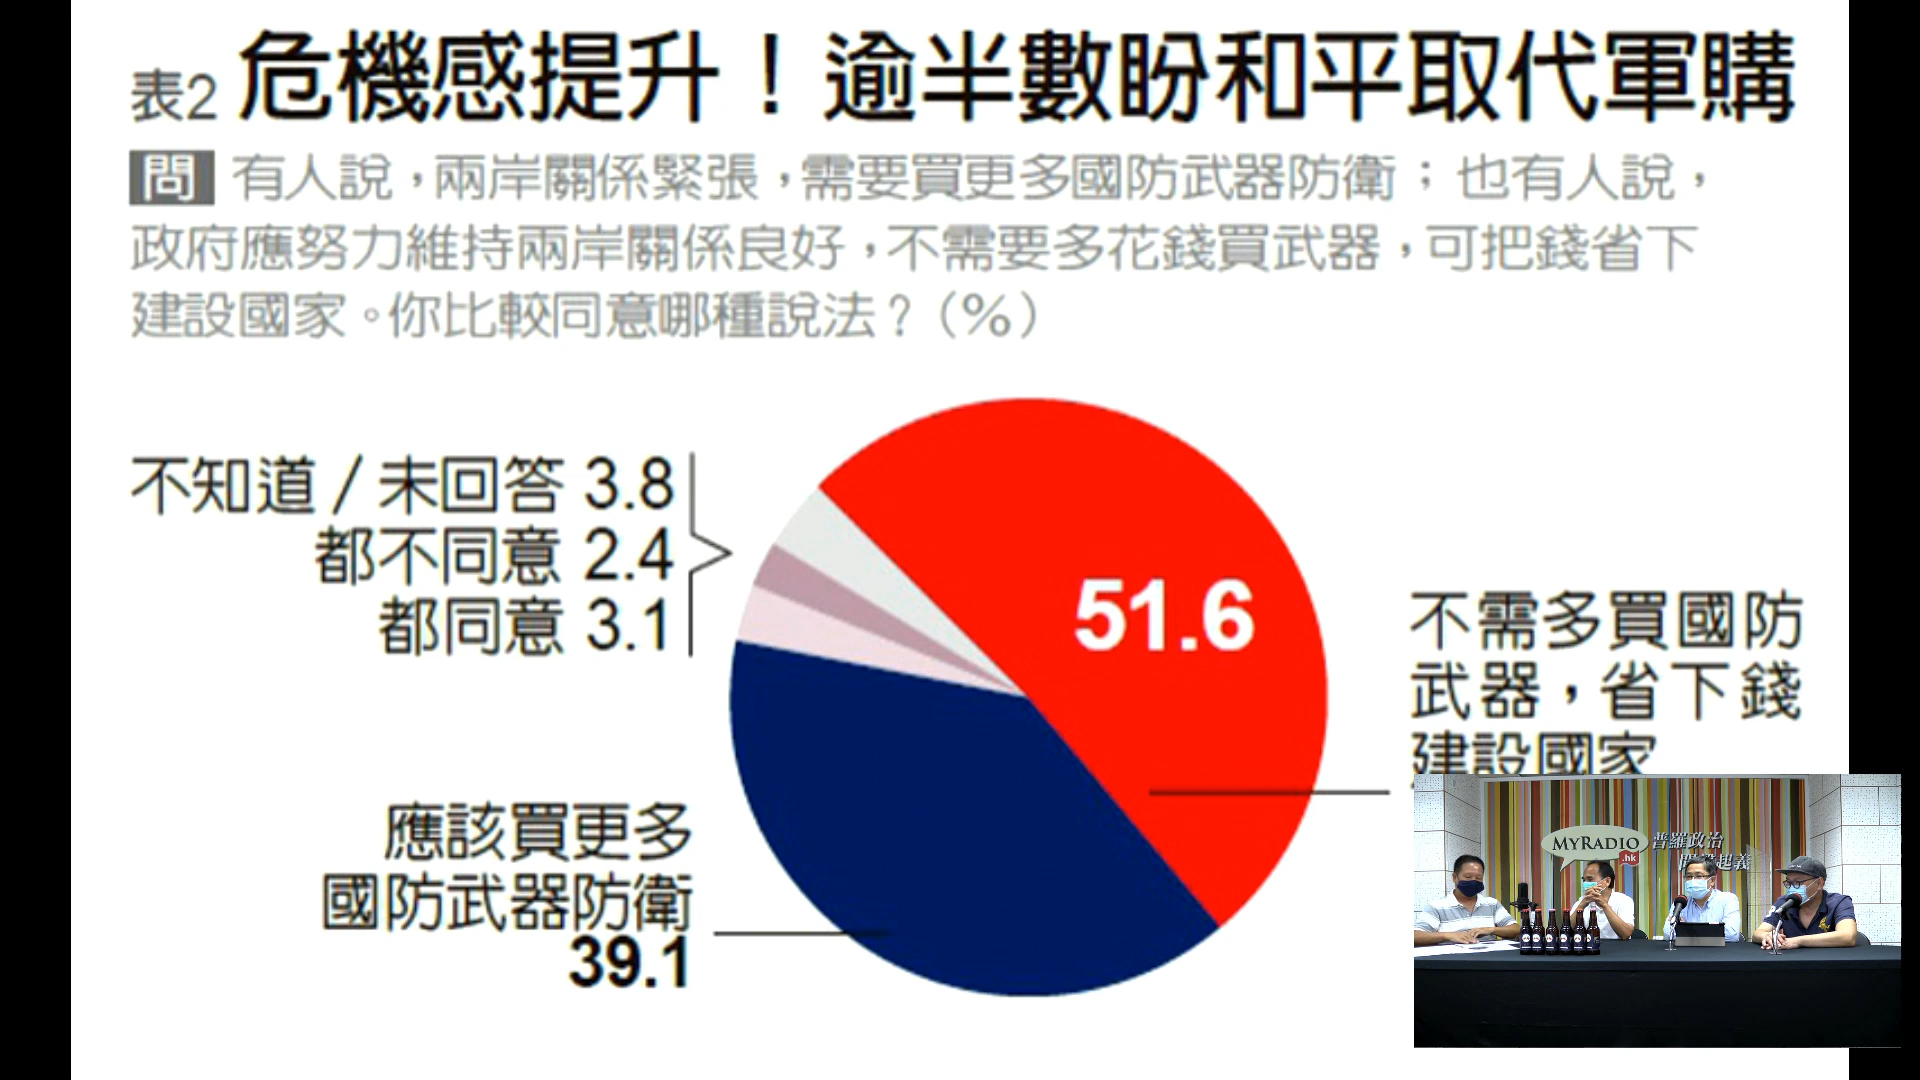 表2 危機感提升！逾半數盼和平取代軍購
問 有人說，兩岸關係緊張，需要買更多國防武器防衛；也有人說，
政府應努力維持兩岸關係良好，不需要多花錢買武器，可把錢省下
建設國家。你比較同意哪種說法？（%）
不知道／未回答 3.8
都不同意 2.4
都同意 3.1
51.6
不需多買國防
武器，省下錢
建設國家
應該買更多
國防武器防衛
39.1
MYRADIO
.hk
普羅政治